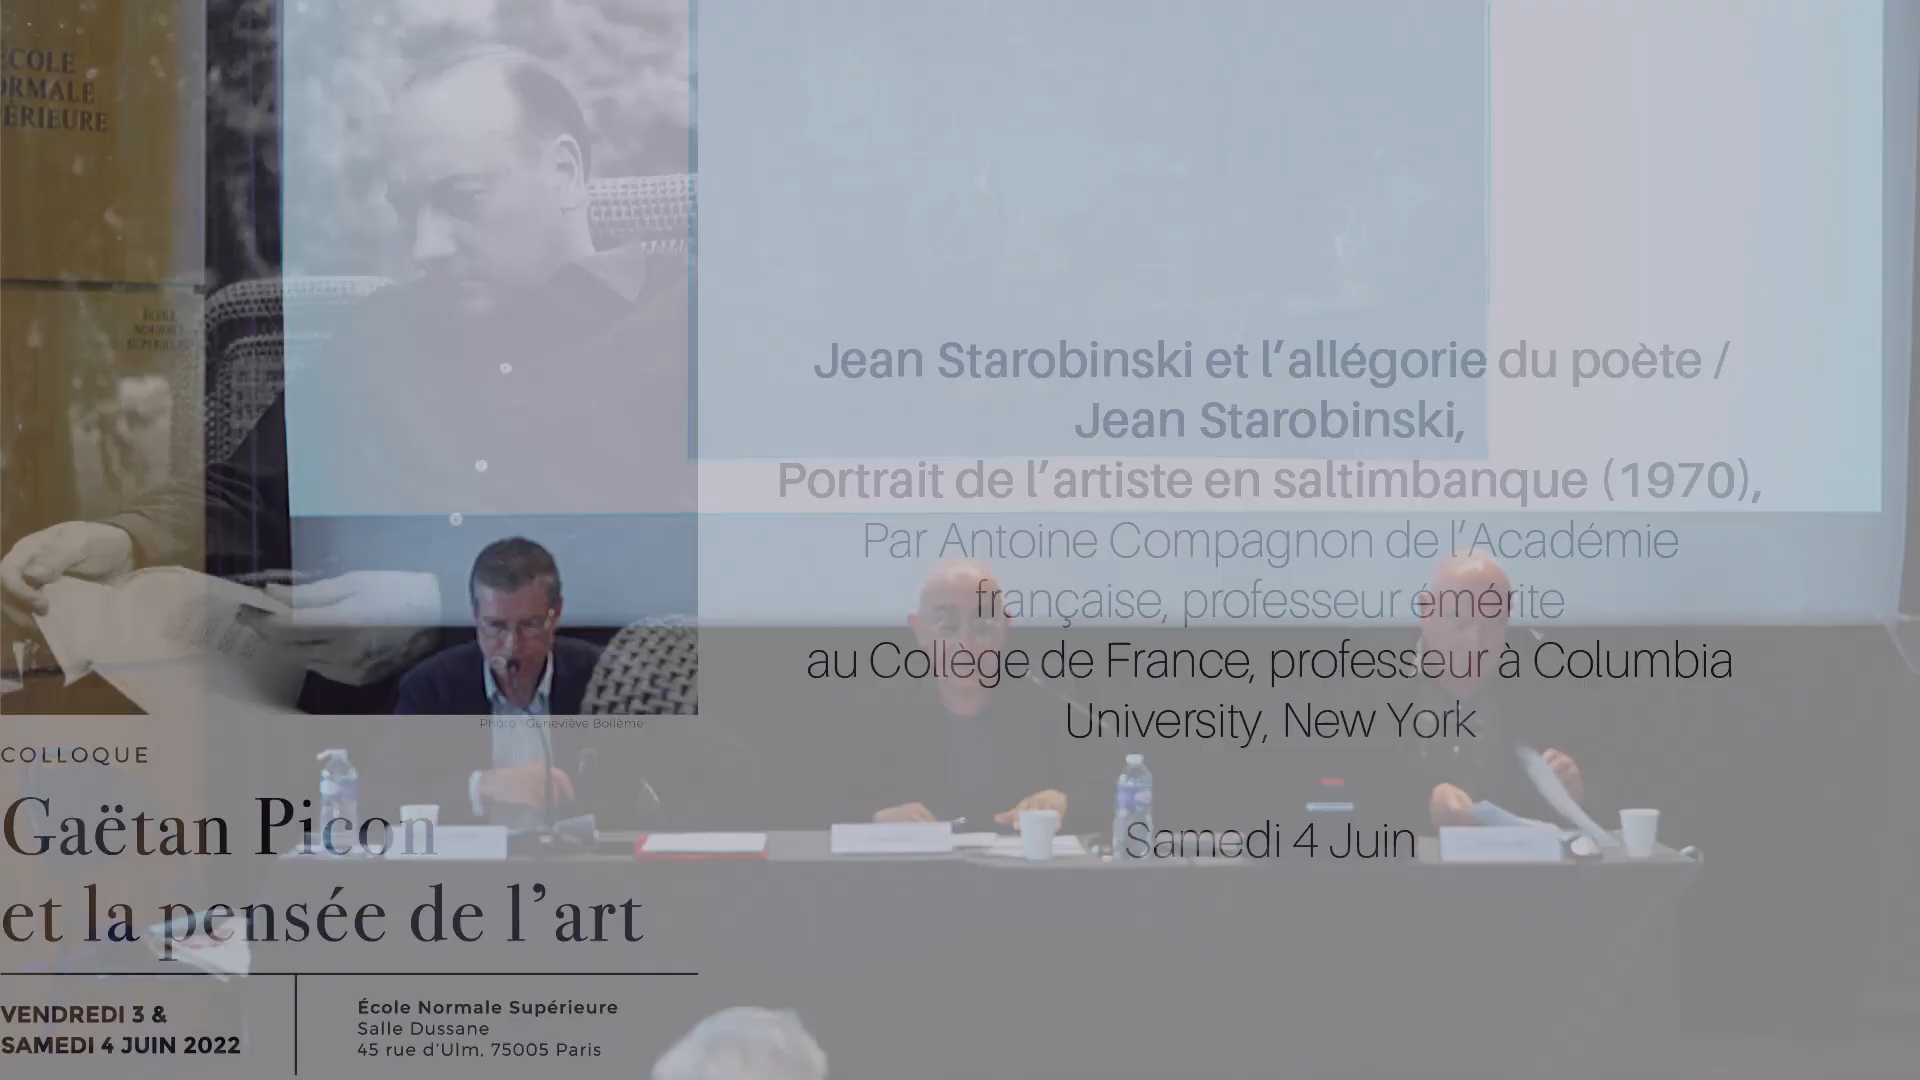 ÉCOLE
NORMALE
SUPÉRIEURE
ÉCOLE
NORMALE
SUPÉRIEURE
Jean Starobinski et l’allégorie du poète /
Jean Starobinski,
Portrait de l’artiste en saltimbanque (1970),
Par Antoine Compagnon de l’Académie
française, professeur émérite
au Collège de France, professeur à Columbia
University, New York
Samedi 4 Juin
Photo : Geneviève Bollème
COLLOQUE
Gaëtan Picon
et la pensée de l’art
VENDREDI 3 &
SAMEDI 4 JUIN 2022
École Normale Supérieure
Salle Dussane
45 rue d’Ulm, 75005 Paris